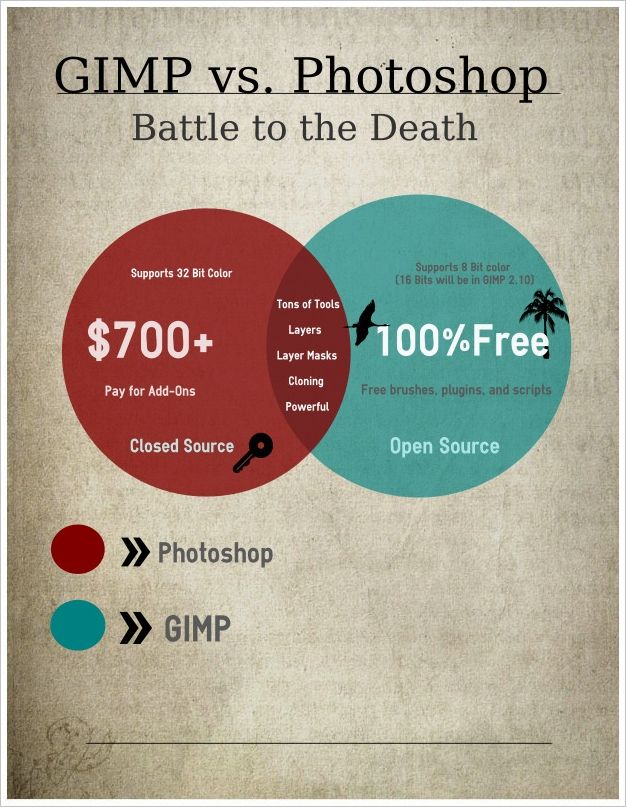 GIMP vs. Photoshop
Battle to the Death
Supports 32 Bit Color
$700+
Pay for Add-Ons
Closed Source
Tons of Tools
Layers
Layer Masks
Cloning
Powerful
Supports 8 Bit color
(16 Bits will be in GIMP 2.10)
100%Free
Free brushes, plugins, and scripts
Open Source
Photoshop
GIMP